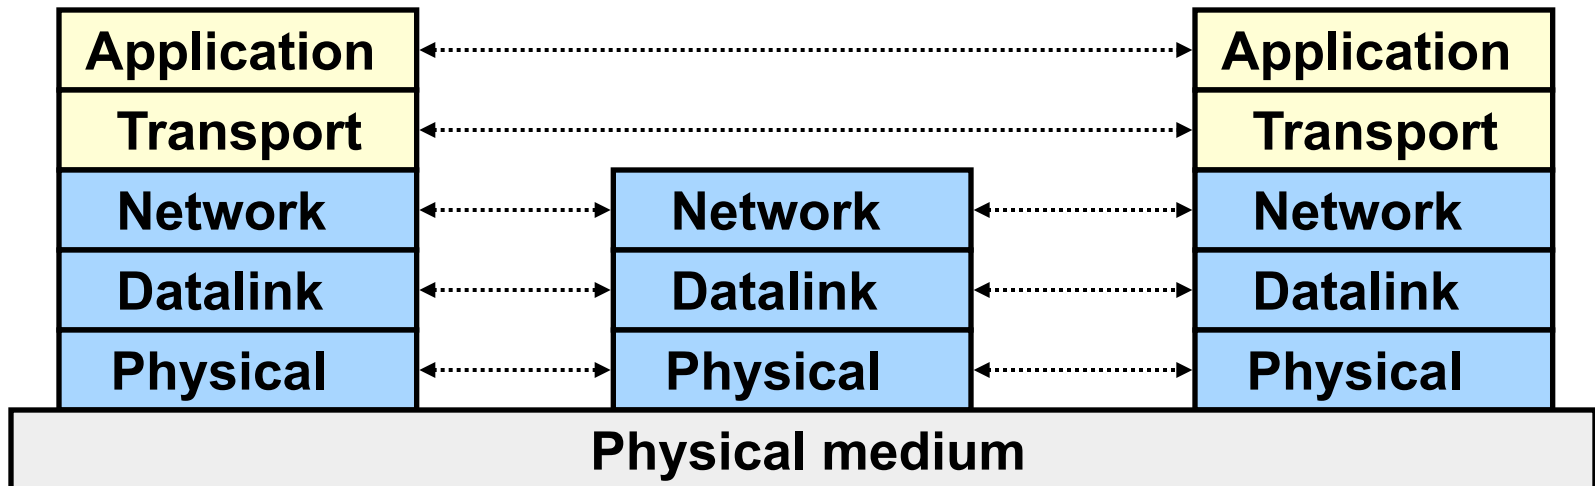 Application
Application
Transport
Transport
Network
Network
Network
Datalink
Datalink
Datalink
Physical
Physical
Physical
Physical medium